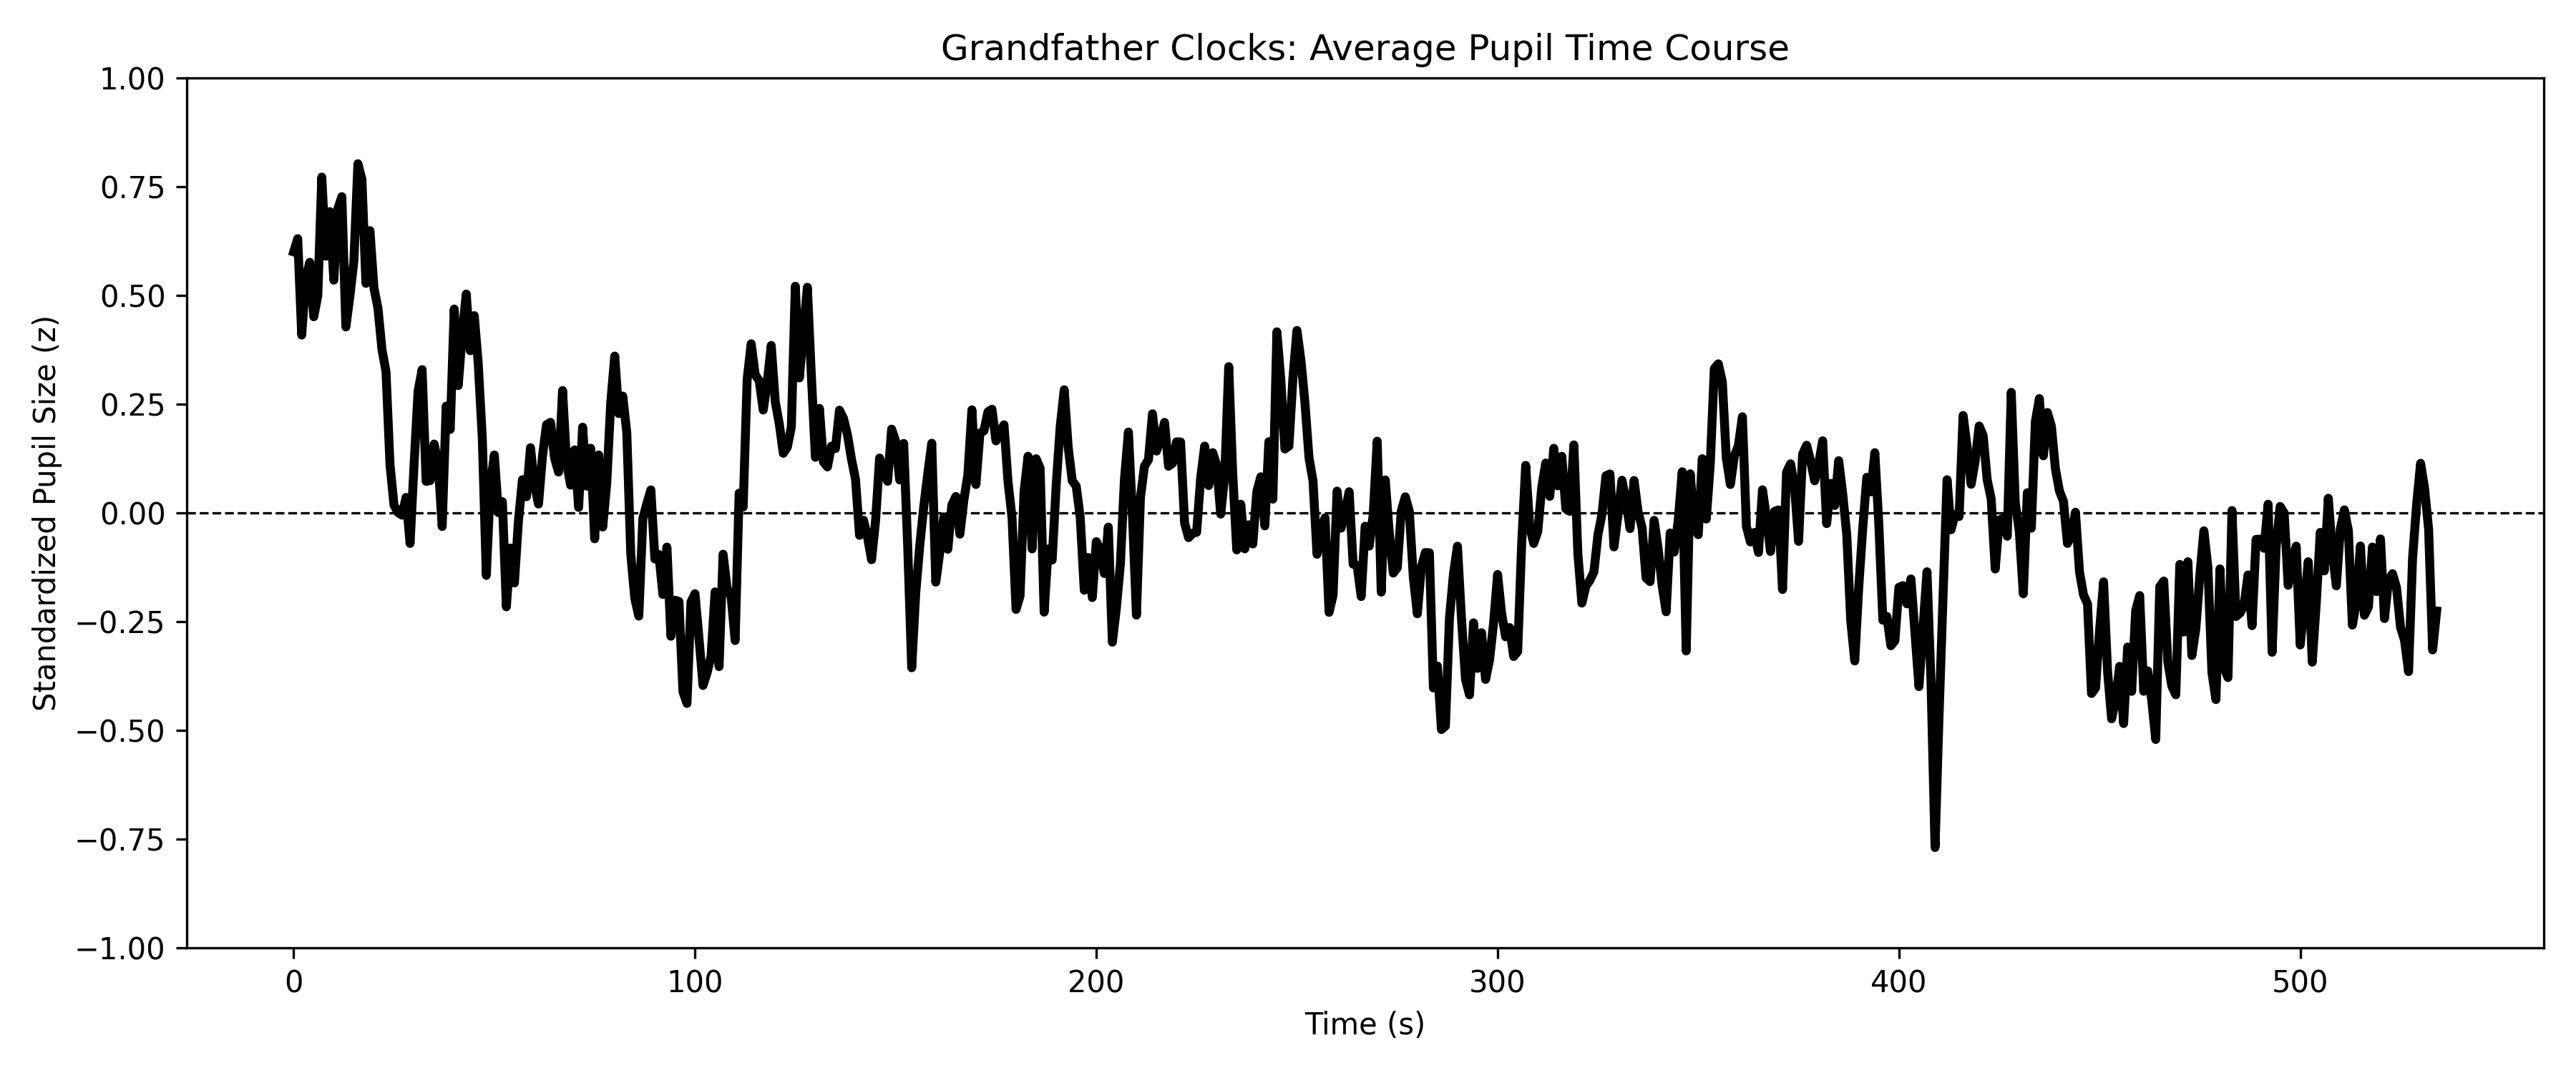 Grandfather Clocks: Average Pupil Time Course
1.00
0.75
0.50
0.25
0.00
−0.25
−0.50
−0.75
−1.00
Standardized Pupil Size (z)
0 100 200 300 400 500
Time (s)